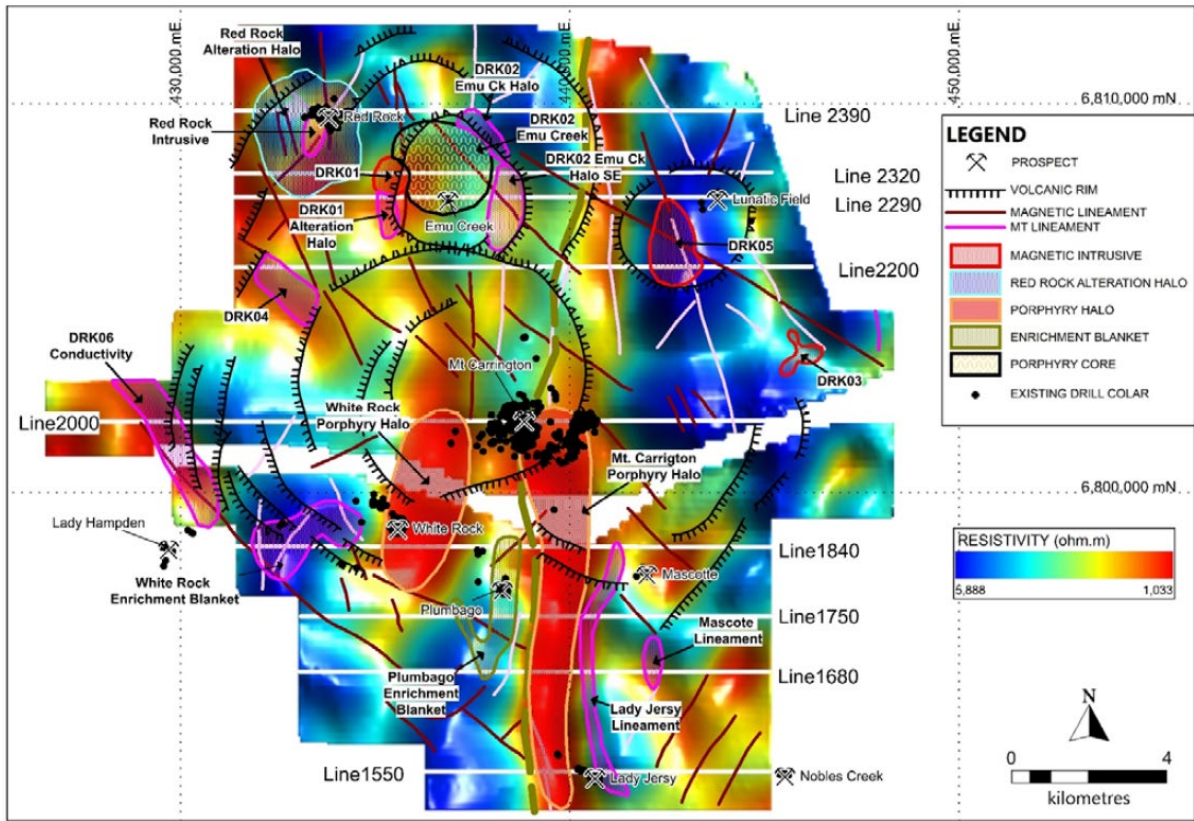 430,000.mE
440,000.mE
450,000.mE
Red Rock
Alteration Halo
DRK02
Emu Ck Halo
6,810,000 mN
Line 2390
Red Rock
DRK02
Emu Creek
Red Rock
Intrusive
DRK01
DRK02 Emu Ck
Halo SE
Line 2320
Lunatic Field
Line 2290
DRK01
Alteration
Halo
Emu Creek
DRK05
Line2200
DRK04
DRK06
Conductivity
Mt Carrington
DRK03
White Rock
Porphyry Halo
Line2000
Mt. Carrigton
Porphyry Halo
6,800,000 mN
Lady Hampden
White Rock
Line1840
White Rock
Enrichment Blanket
Mascotte
Plumbago
Line1750
Mascote
Lineament
Plumbago
Enrichment
Blanket
Line1680
Lady Jersy
Lineament
Line1550
Lady Jersy
Nobles Creek
LEGEND
PROSPECT
VOLCANIC RIM
MAGNETIC LINEAMENT
MT LINEAMENT
MAGNETIC INTRUSIVE
RED ROCK ALTERATION HALO
PORPHYRY HALO
ENRICHMENT BLANKET
PORPHYRY CORE
EXISTING DRILL COLAR
RESISTIVITY (ohm.m)
5,888
1,033
N
0
4
kilometres